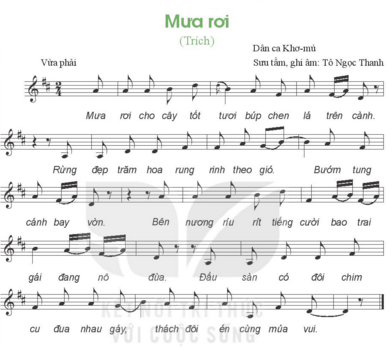 Mưa rơi
(Trích)
Dân ca Khơ-mú
Vừa phải
Sưu tầm, ghi âm: Tô Ngọc Thanh
Mưa rơi cho cây tốt tươi búp chen lá trên cành.
Rừng đẹp trăm hoa rung rinh theo gió. Bướm tung
cánh bay vờn. Bên nương ríu rít tiếng cười bao trai
gái đang nô đùa. Đầu sàn có đôi chim
cu đua nhau gáy, thách đôi én cùng múa vui.
KẾT NỐI TRI THỨC
VỚI CUỘC SỐNG